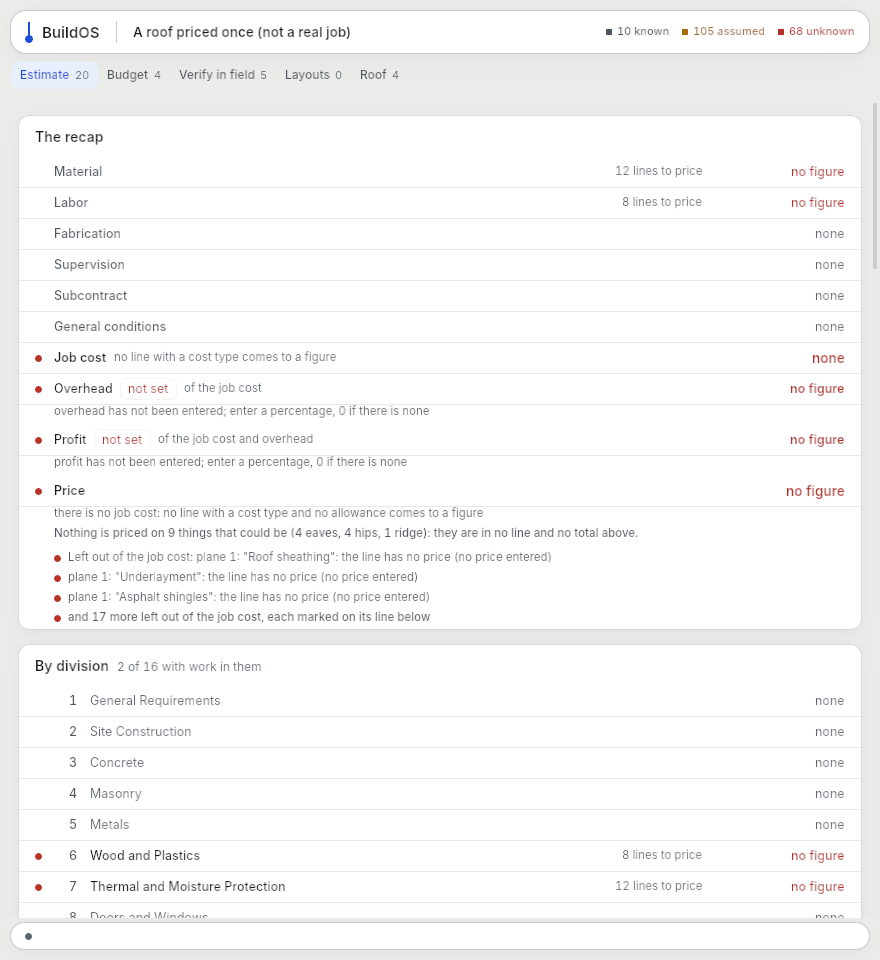 BuildOS A roof priced once (not a real job) 10 known 105 assumed 68 unknown
Estimate 20 Budget 4 Verify in field 5 Layouts 0 Roof 4
The recap
Material 12 lines to price no figure
Labor 8 lines to price no figure
Fabrication none
Supervision none
Subcontract none
General conditions none
Job cost no line with a cost type comes to a figure none
Overhead not set of the job cost no figure
overhead has not been entered; enter a percentage, 0 if there is none
Profit not set of the job cost and overhead no figure
profit has not been entered; enter a percentage, 0 if there is none
Price no figure
there is no job cost: no line with a cost type and no allowance comes to a figure
Nothing is priced on 9 things that could be (4 eaves, 4 hips, 1 ridge): they are in no line and no total above.
Left out of the job cost: plane 1: "Roof sheathing": the line has no price (no price entered)
plane 1: "Underlayment": the line has no price (no price entered)
plane 1: "Asphalt shingles": the line has no price (no price entered)
and 17 more left out of the job cost, each marked on its line below
By division 2 of 16 with work in them
1 General Requirements none
2 Site Construction none
3 Concrete none
4 Masonry none
5 Metals none
6 Wood and Plastics 8 lines to price no figure
7 Thermal and Moisture Protection 12 lines to price no figure
8 Doors and Windows none